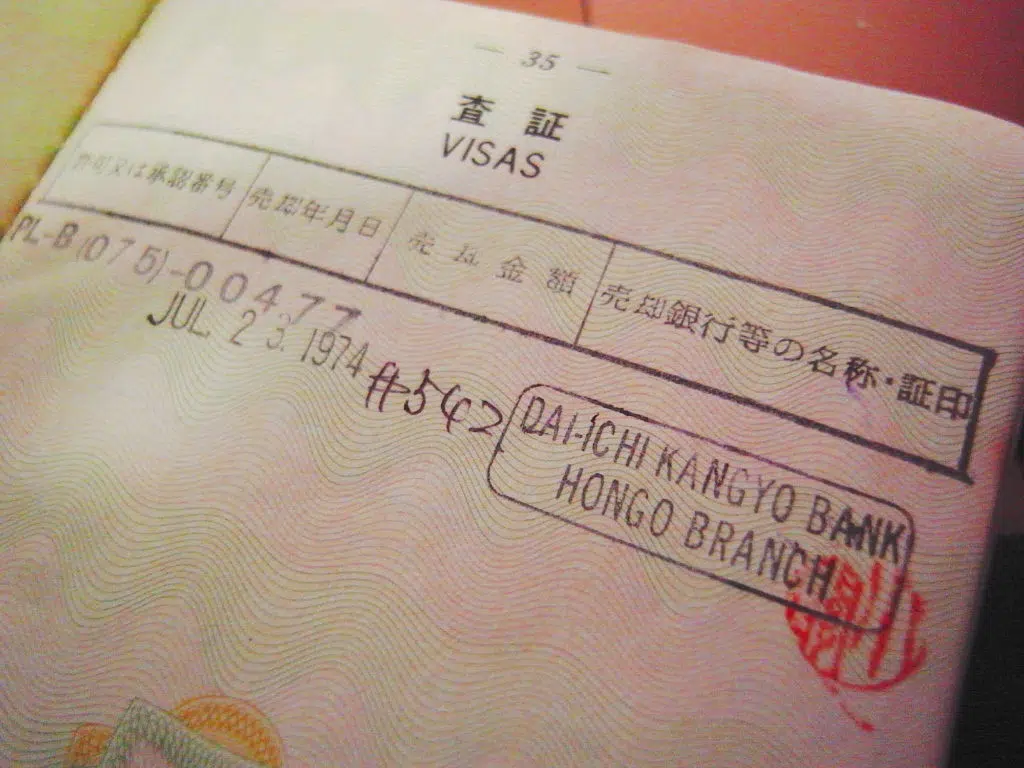 — 35 —
査証
VISAS
許可又は承認番号 売却年月日 売却金額 売却銀行等の名称・証印
PL-B(075)-00477
JUL. 23. 1974
DAI-ICHI KANGYO BANK
HONGO BRANCH